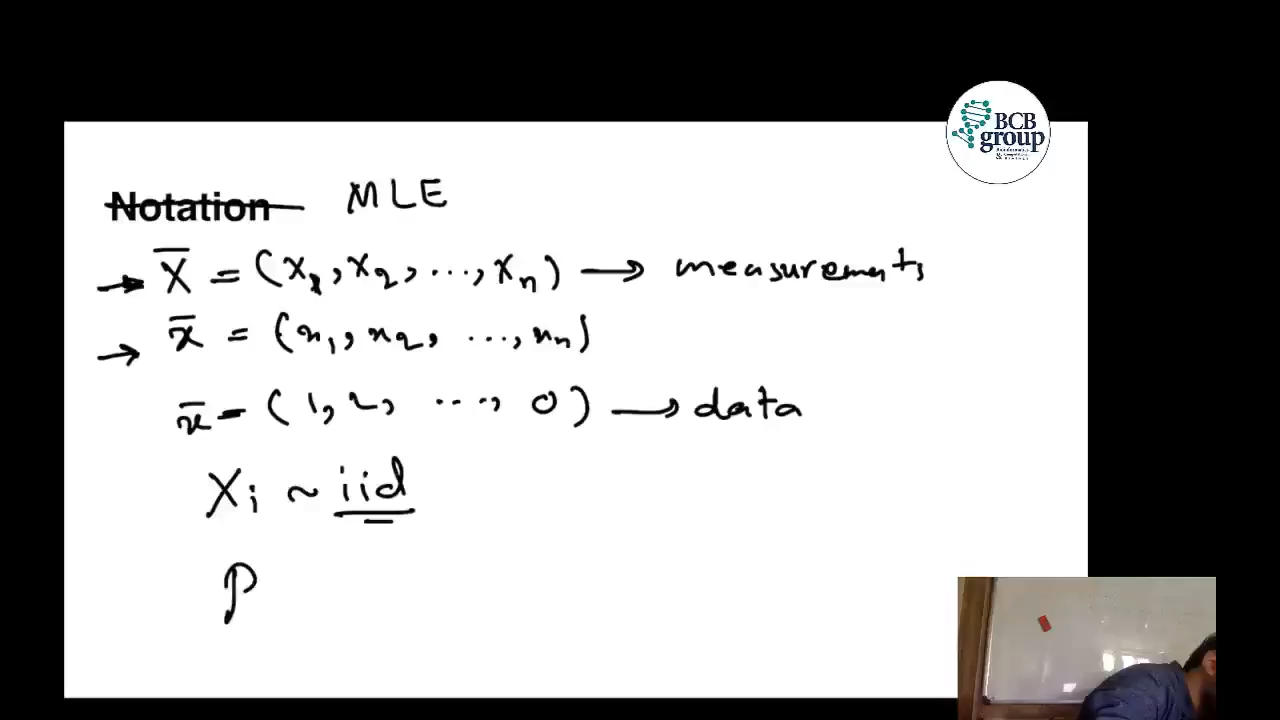 BCB
group
Notation MLE
→ X̅ = (X₁, X₂, ..., Xₙ) → measurements
→ x̅ = (x₁, x₂, ..., xₙ)
x̅ = (1, 2, ..., 0) → data
Xᵢ ~ iid
P